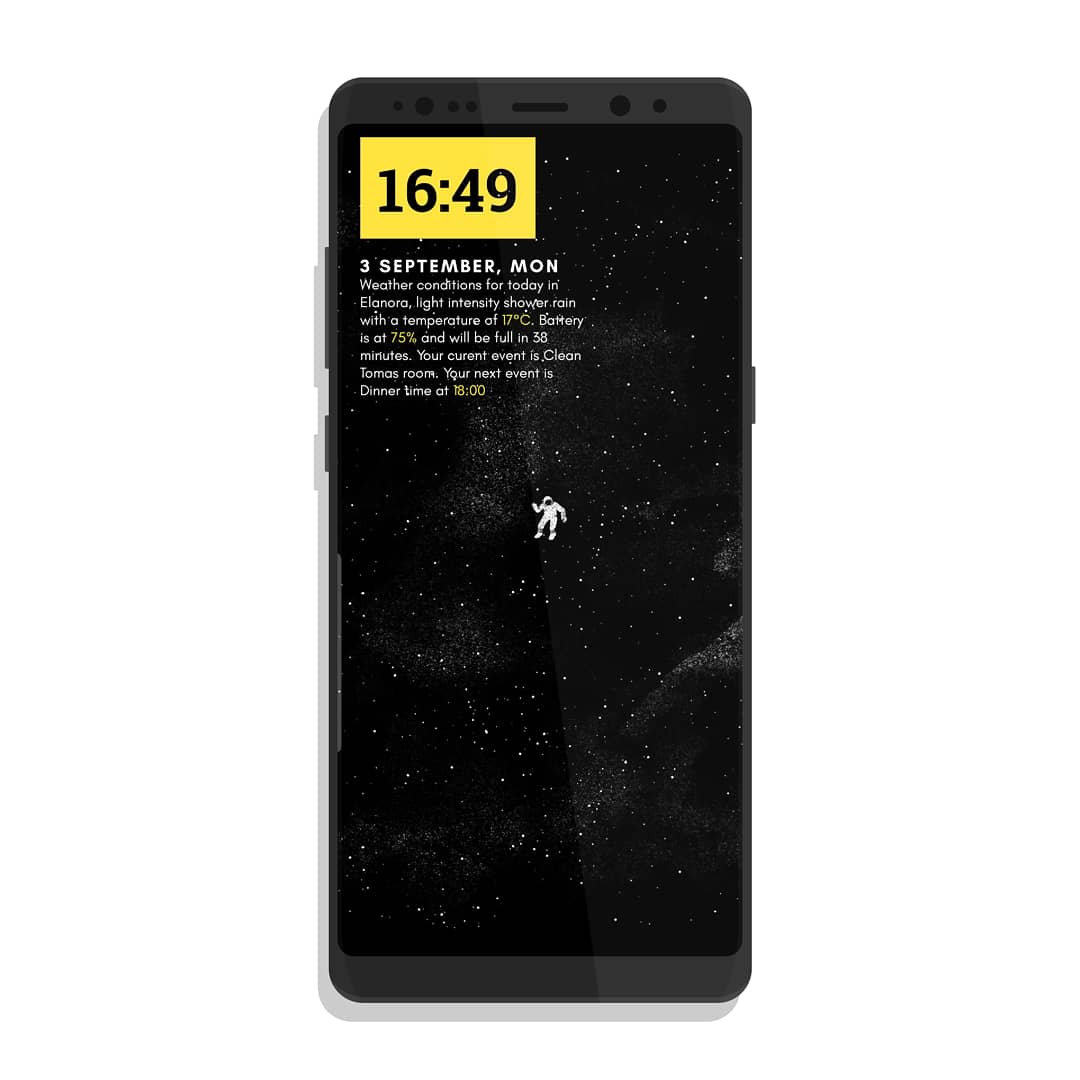 16:49
3 SEPTEMBER, MON
Weather conditions for today in
Elanora, light intensity shower rain
with a temperature of 17°C. Battery
is at 75% and will be full in 38
minutes. Your curent event is Clean
Tomas room. Your next event is
Dinner time at 18:00